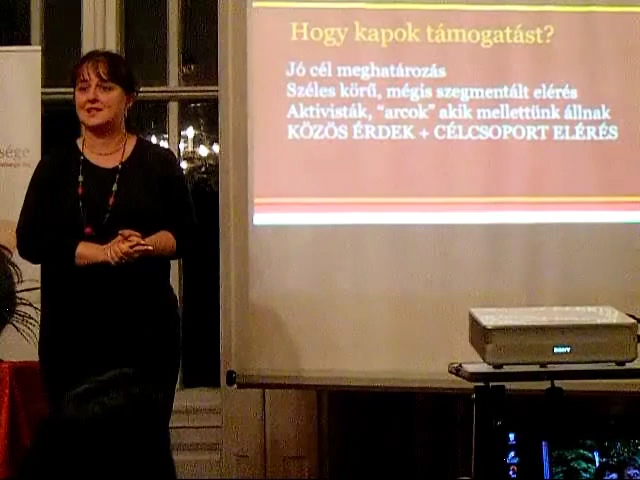 Hogy kapok támogatást?
Jó cél meghatározás
Széles körű, mégis szegmentált elérés
Aktivisták, "arcok" akik mellettünk állnak
KÖZÖS ÉRDEK + CÉLCSOPORT ELÉRÉS
sége